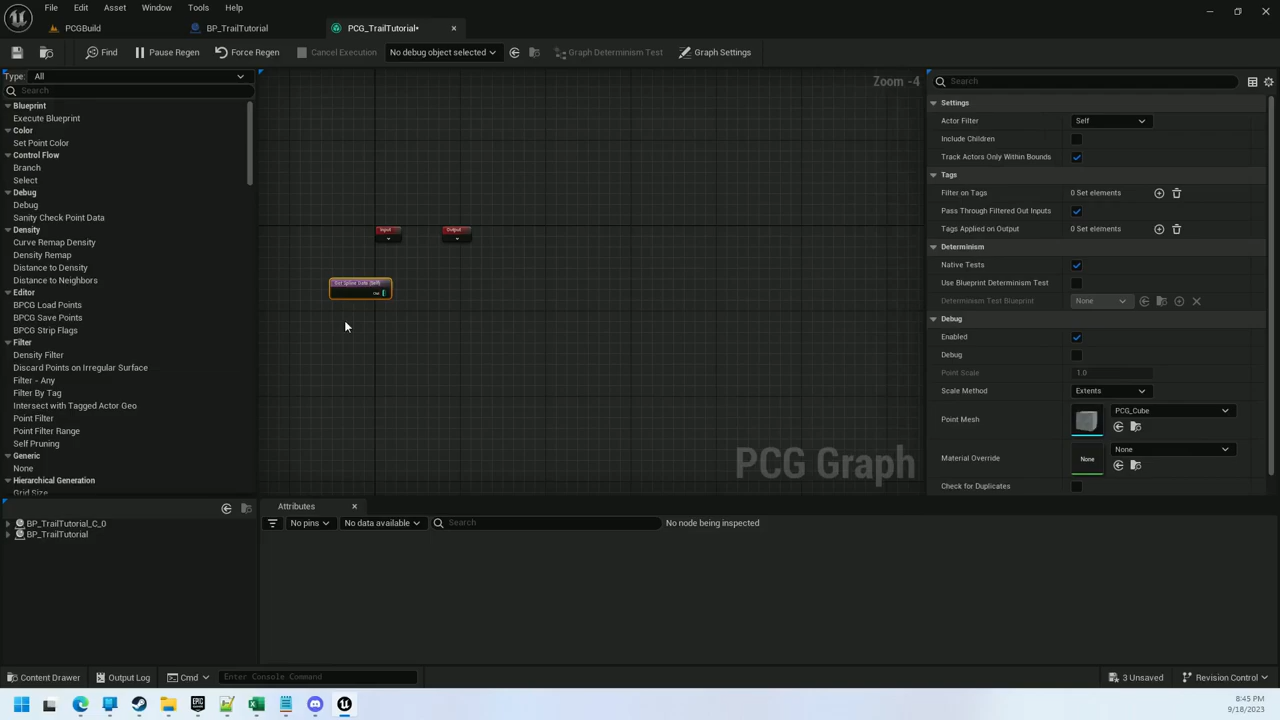 File Edit Asset Window Tools Help
PCGBuild BP_TrailTutorial PCG_TrailTutorial*
Find Pause Regen Force Regen Cancel Execution No debug object selected Graph Determinism Test Graph Settings
Type: All
Search
Blueprint
Execute Blueprint
Color
Set Point Color
Control Flow
Branch
Select
Debug
Debug
Sanity Check Point Data
Density
Curve Remap Density
Density Remap
Distance to Density
Distance to Neighbors
Editor
BPCG Load Points
BPCG Save Points
BPCG Strip Flags
Filter
Density Filter
Discard Points on Irregular Surface
Filter - Any
Filter By Tag
Intersect with Tagged Actor Geo
Point Filter
Point Filter Range
Self Pruning
Generic
None
Hierarchical Generation
Grid Size
Zoom -4
Input
Output
Get Spline Data (Self)
Out
PCG Graph
Search
Settings
Actor Filter Self
Include Children
Track Actors Only Within Bounds
Tags
Filter on Tags 0 Set elements
Pass Through Filtered Out Inputs
Tags Applied on Output 0 Set elements
Determinism
Native Tests
Use Blueprint Determinism Test
Determinism Test Blueprint None
Debug
Enabled
Debug
Point Scale 1.0
Scale Method Extents
Point Mesh PCG_Cube
Material Override None None
Check for Duplicates
BP_TrailTutorial_C_0
BP_TrailTutorial
Attributes
No pins No data available Search No node being inspected
Content Drawer Output Log Cmd Enter Console Command 3 Unsaved Revision Control
8:45 PM
9/18/2023